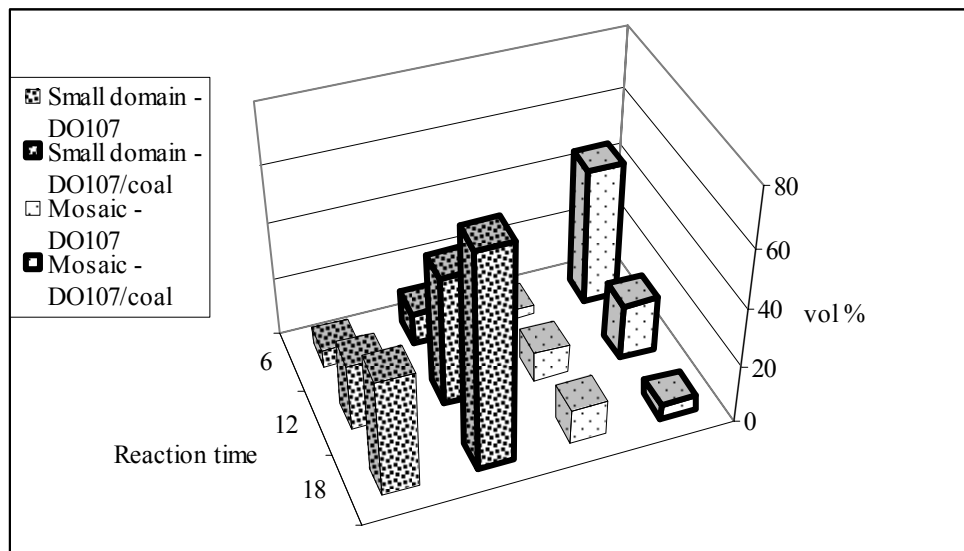 Small domain -
DO107
Small domain -
DO107/coal
Mosaic -
DO107
Mosaic -
DO107/coal
80
60
40
20
0
vol %
6
12
18
Reaction time